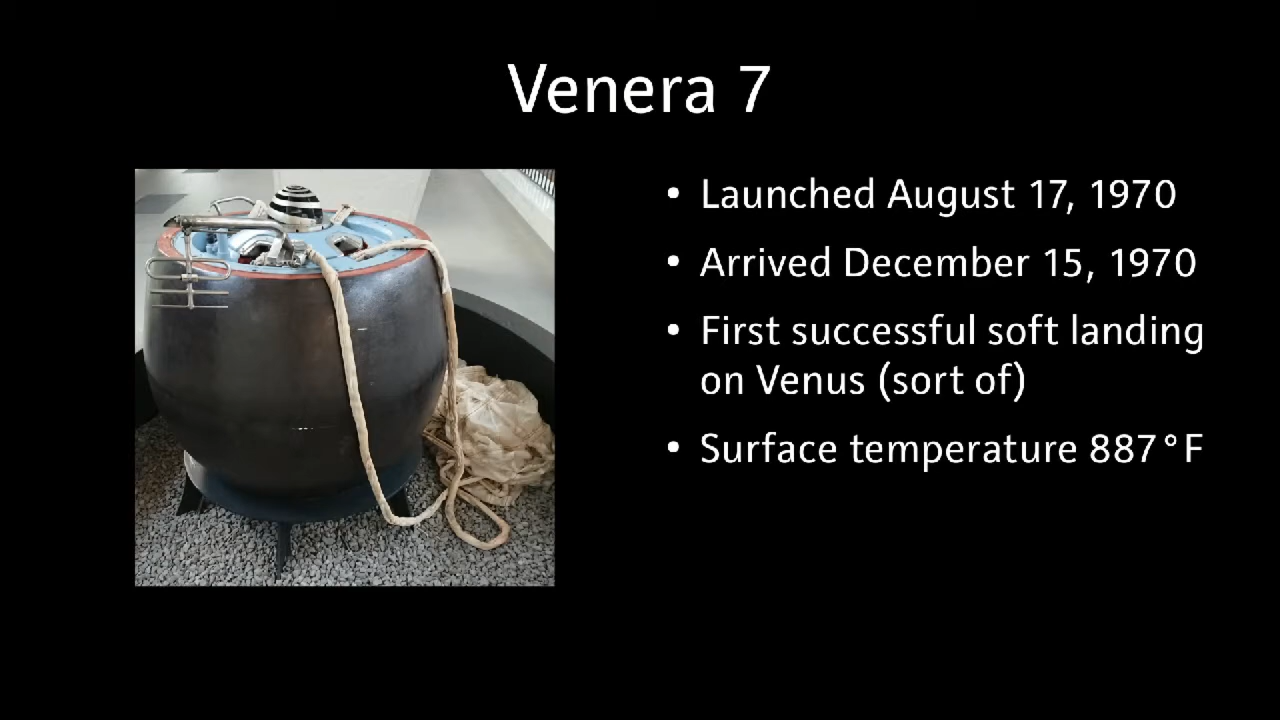 Venera 7
• Launched August 17, 1970
• Arrived December 15, 1970
• First successful soft landing
on Venus (sort of)
• Surface temperature 887°F